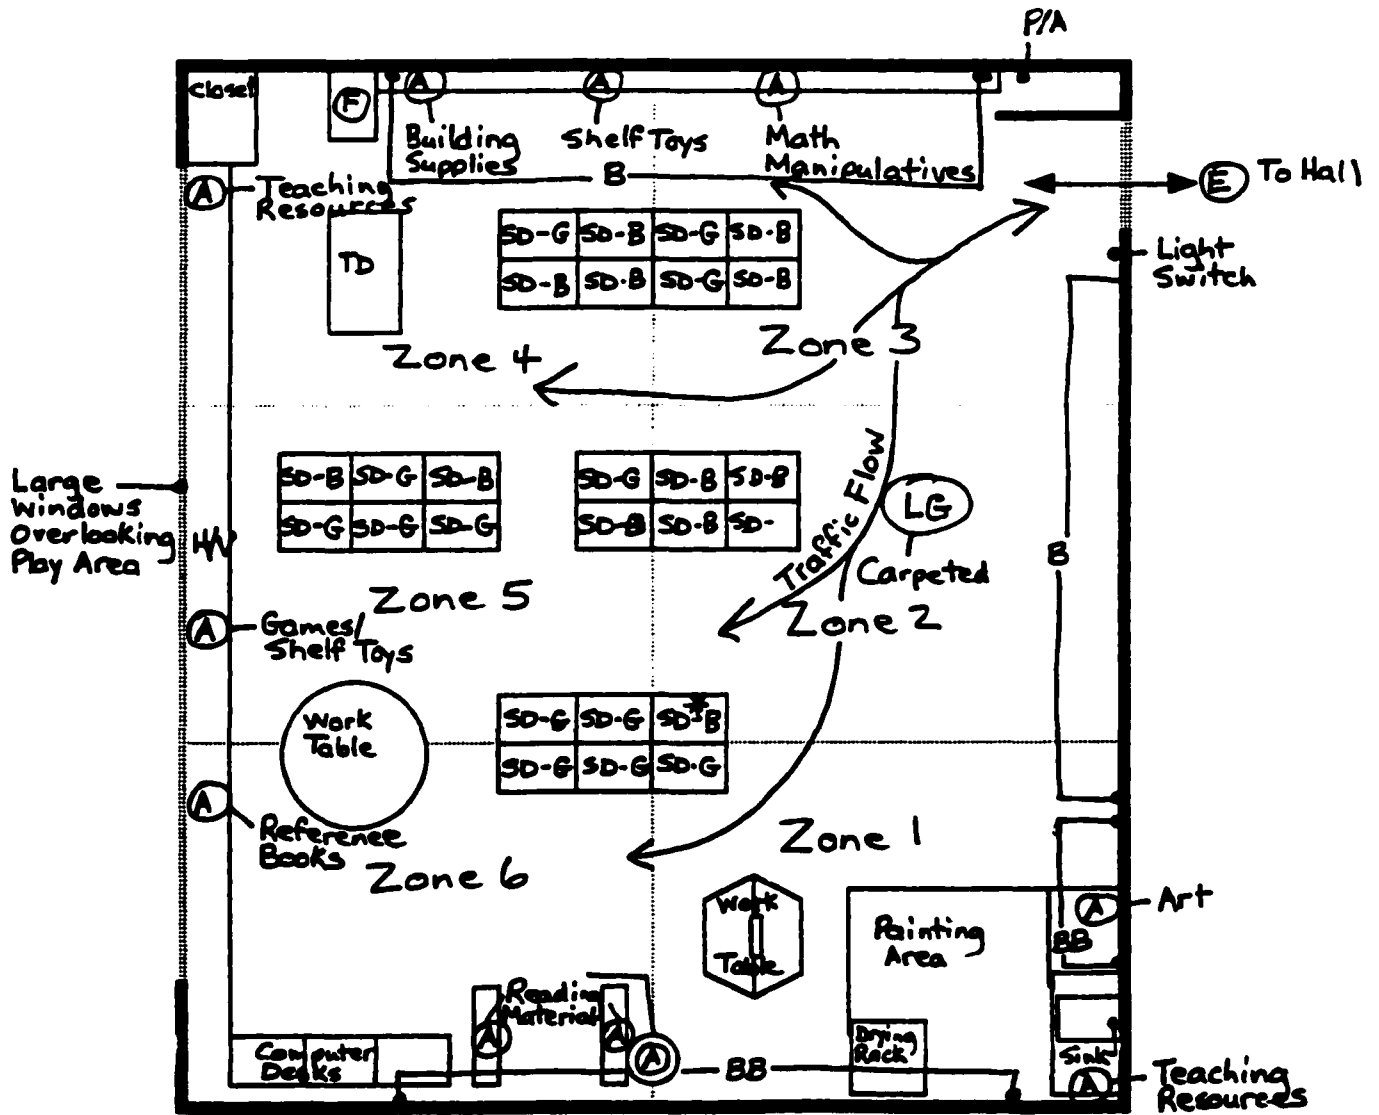 P/A
Closet
F
A
A
A
Building
Supplies
Shelf Toys
Math
Manipulatives
B
E
To Hall
A
Teaching
Resources
Light
Switch
TD
SD-G SD-B SD-G SD-B
SD-B SD-B SD-G SD-B
Zone 4
Zone 3
Large
Windows
Overlooking
Play Area
SD-B SD-G SD-B
SD-G SD-G SD-G
SD-G SD-B SD-B
SD-B SD-B SD-
Traffic Flow
LG
Carpeted
B
Zone 5
Zone 2
A
Games/
Shelf Toys
Work
Table
SD-G SD-G SD-B
SD-G SD-G SD-G
*
A
Reference
Books
Zone 6
Zone 1
Work
Table
Painting
Area
A
Art
BB
Reading
Material
A
A
A
Computer
Desks
BB
Drying
Rack
Sink
A
Teaching
Resources